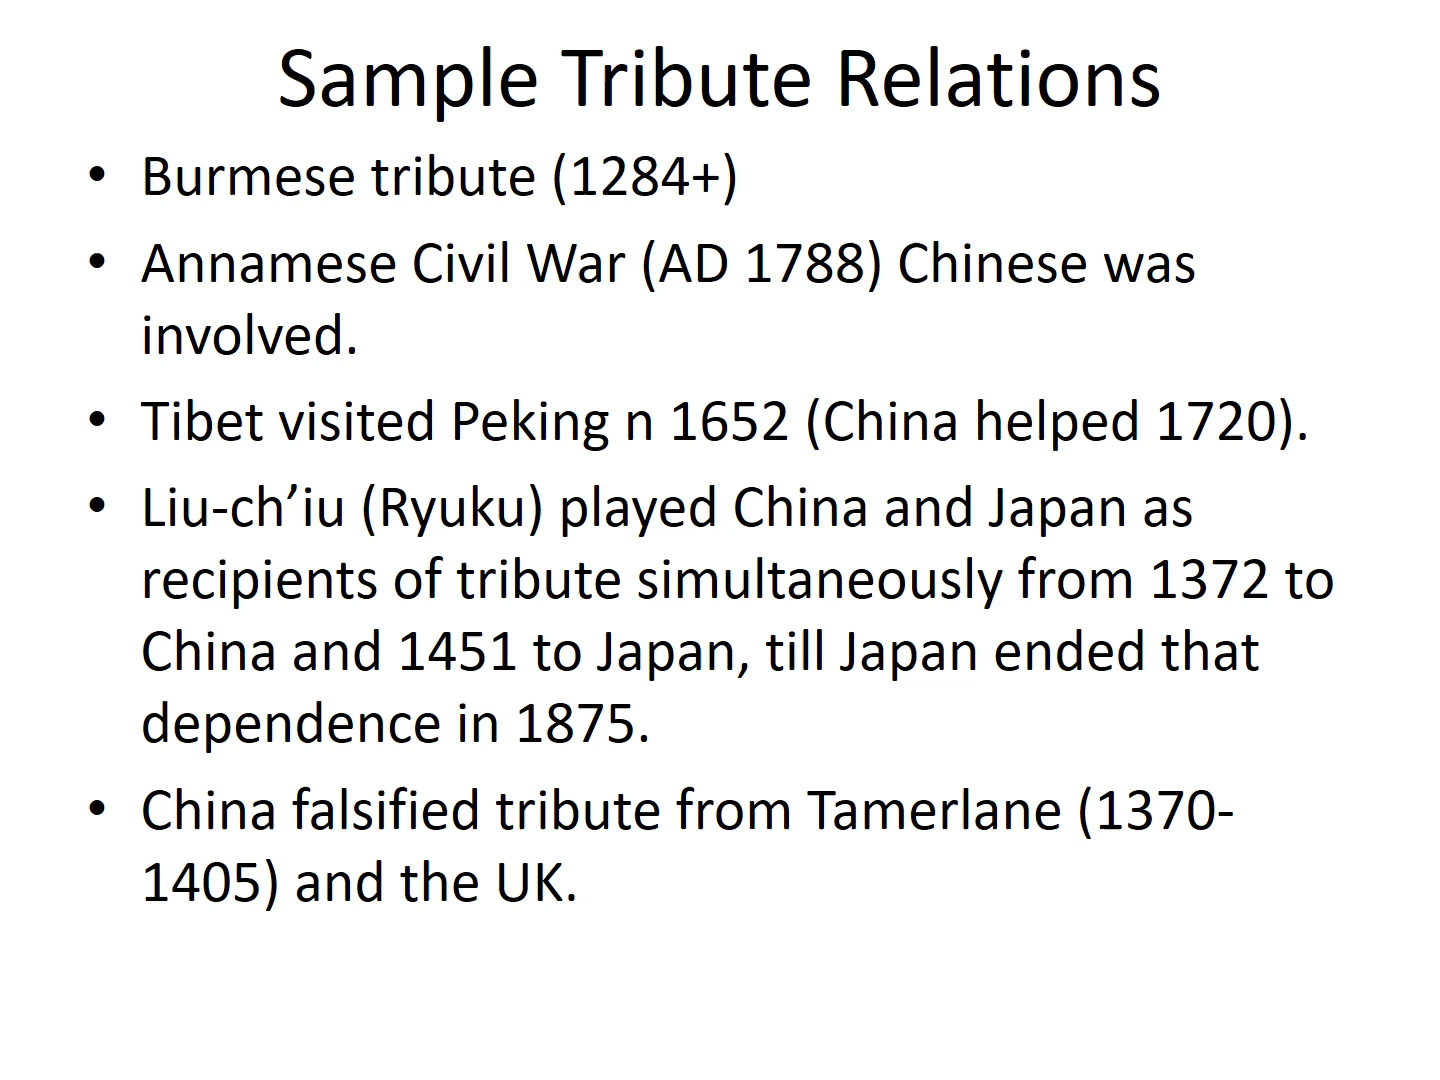 Sample Tribute Relations
• Burmese tribute (1284+)
• Annamese Civil War (AD 1788) Chinese was
involved.
• Tibet visited Peking n 1652 (China helped 1720).
• Liu-ch’iu (Ryuku) played China and Japan as
recipients of tribute simultaneously from 1372 to
China and 1451 to Japan, till Japan ended that
dependence in 1875.
• China falsified tribute from Tamerlane (1370-
1405) and the UK.